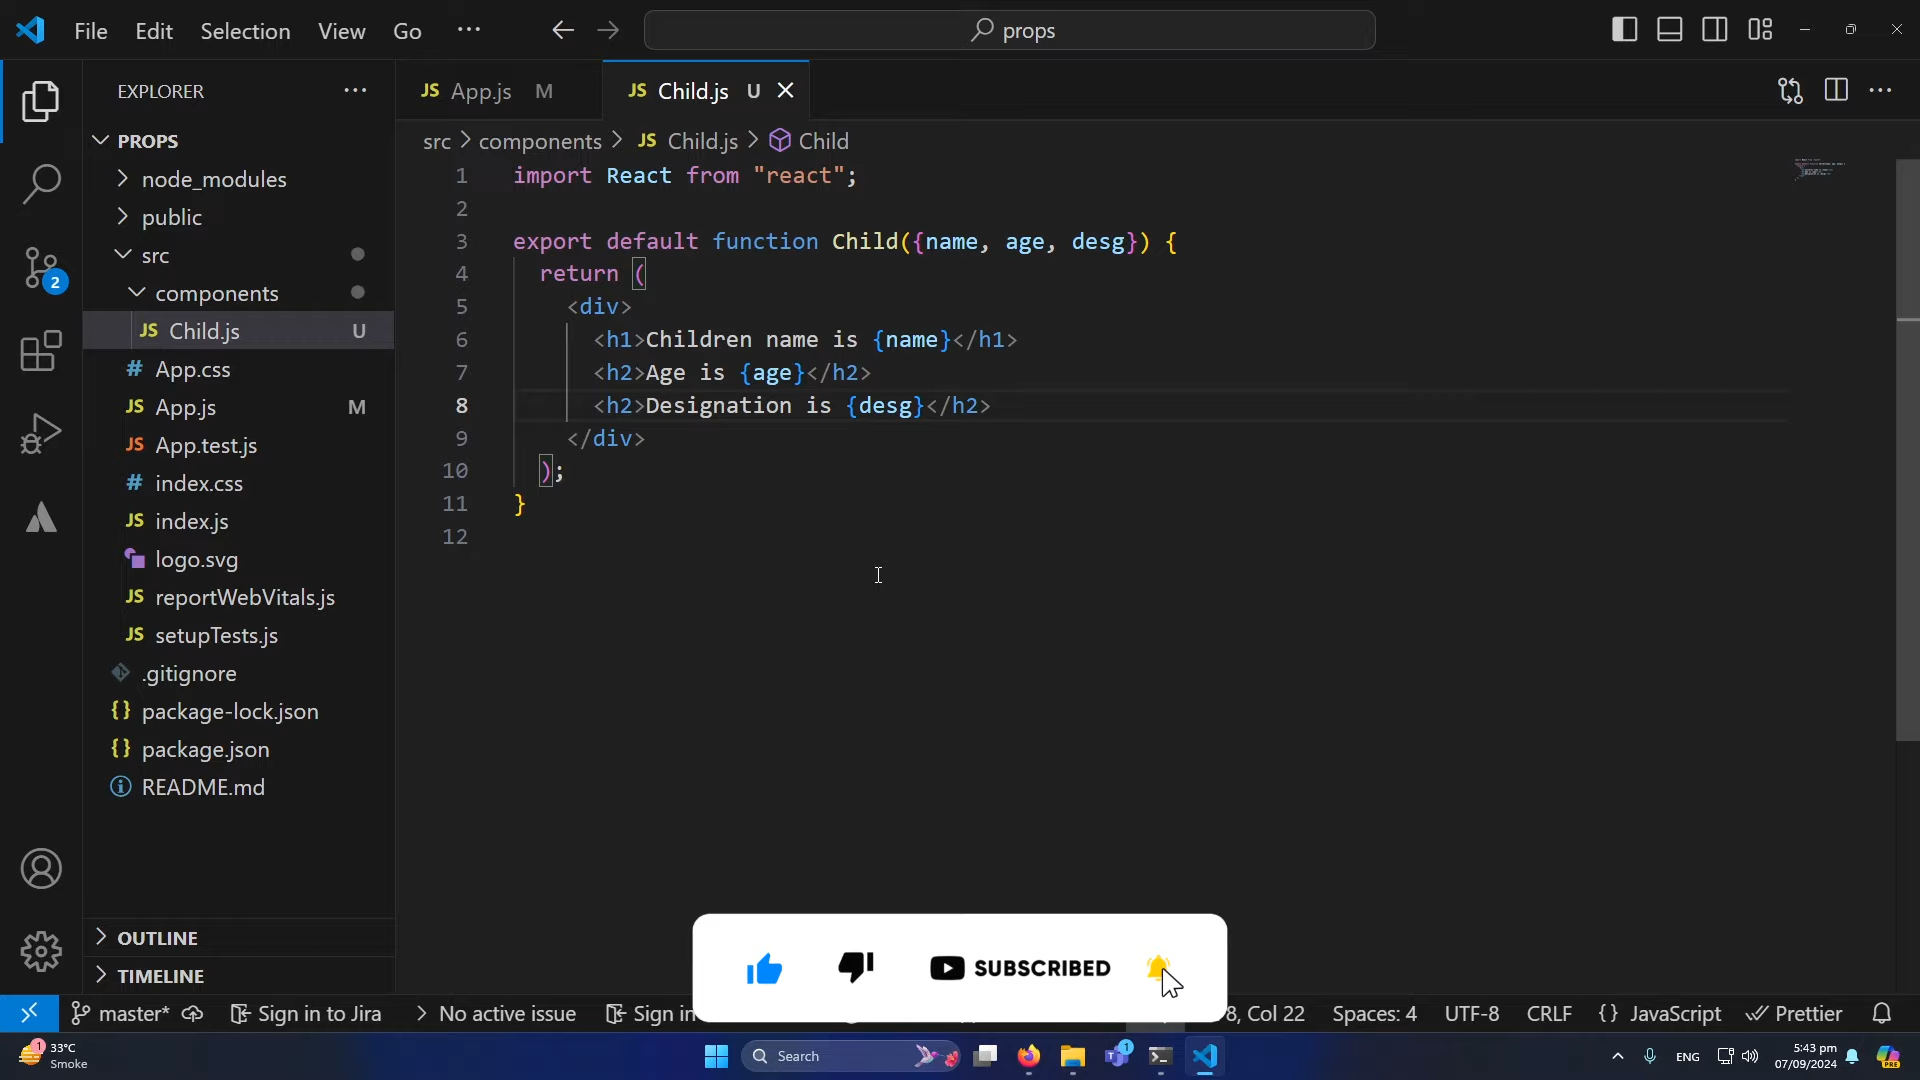 File Edit Selection View Go ··· props
EXPLORER ···
JS App.js M JS Child.js U
src > components > JS Child.js > Child
PROPS
node_modules
public
src
components
JS Child.js U
# App.css
JS App.js M
JS App.test.js
# index.css
JS index.js
logo.svg
JS reportWebVitals.js
JS setupTests.js
.gitignore
{} package-lock.json
{} package.json
README.md
OUTLINE
TIMELINE
2
1 import React from "react";
2
3 export default function Child({name, age, desg}) {
4 return (
5 <div>
6 <h1>Children name is {name}</h1>
7 <h2>Age is {age}</h2>
8 <h2>Designation is {desg}</h2>
9 </div>
10 );
11 }
12
SUBSCRIBED
master* Sign in to Jira > No active issue Sign in 8, Col 22 Spaces: 4 UTF-8 CRLF {} JavaScript Prettier
1 33°C
Smoke
Search
1
ENG
5:43 pm
07/09/2024
PRE